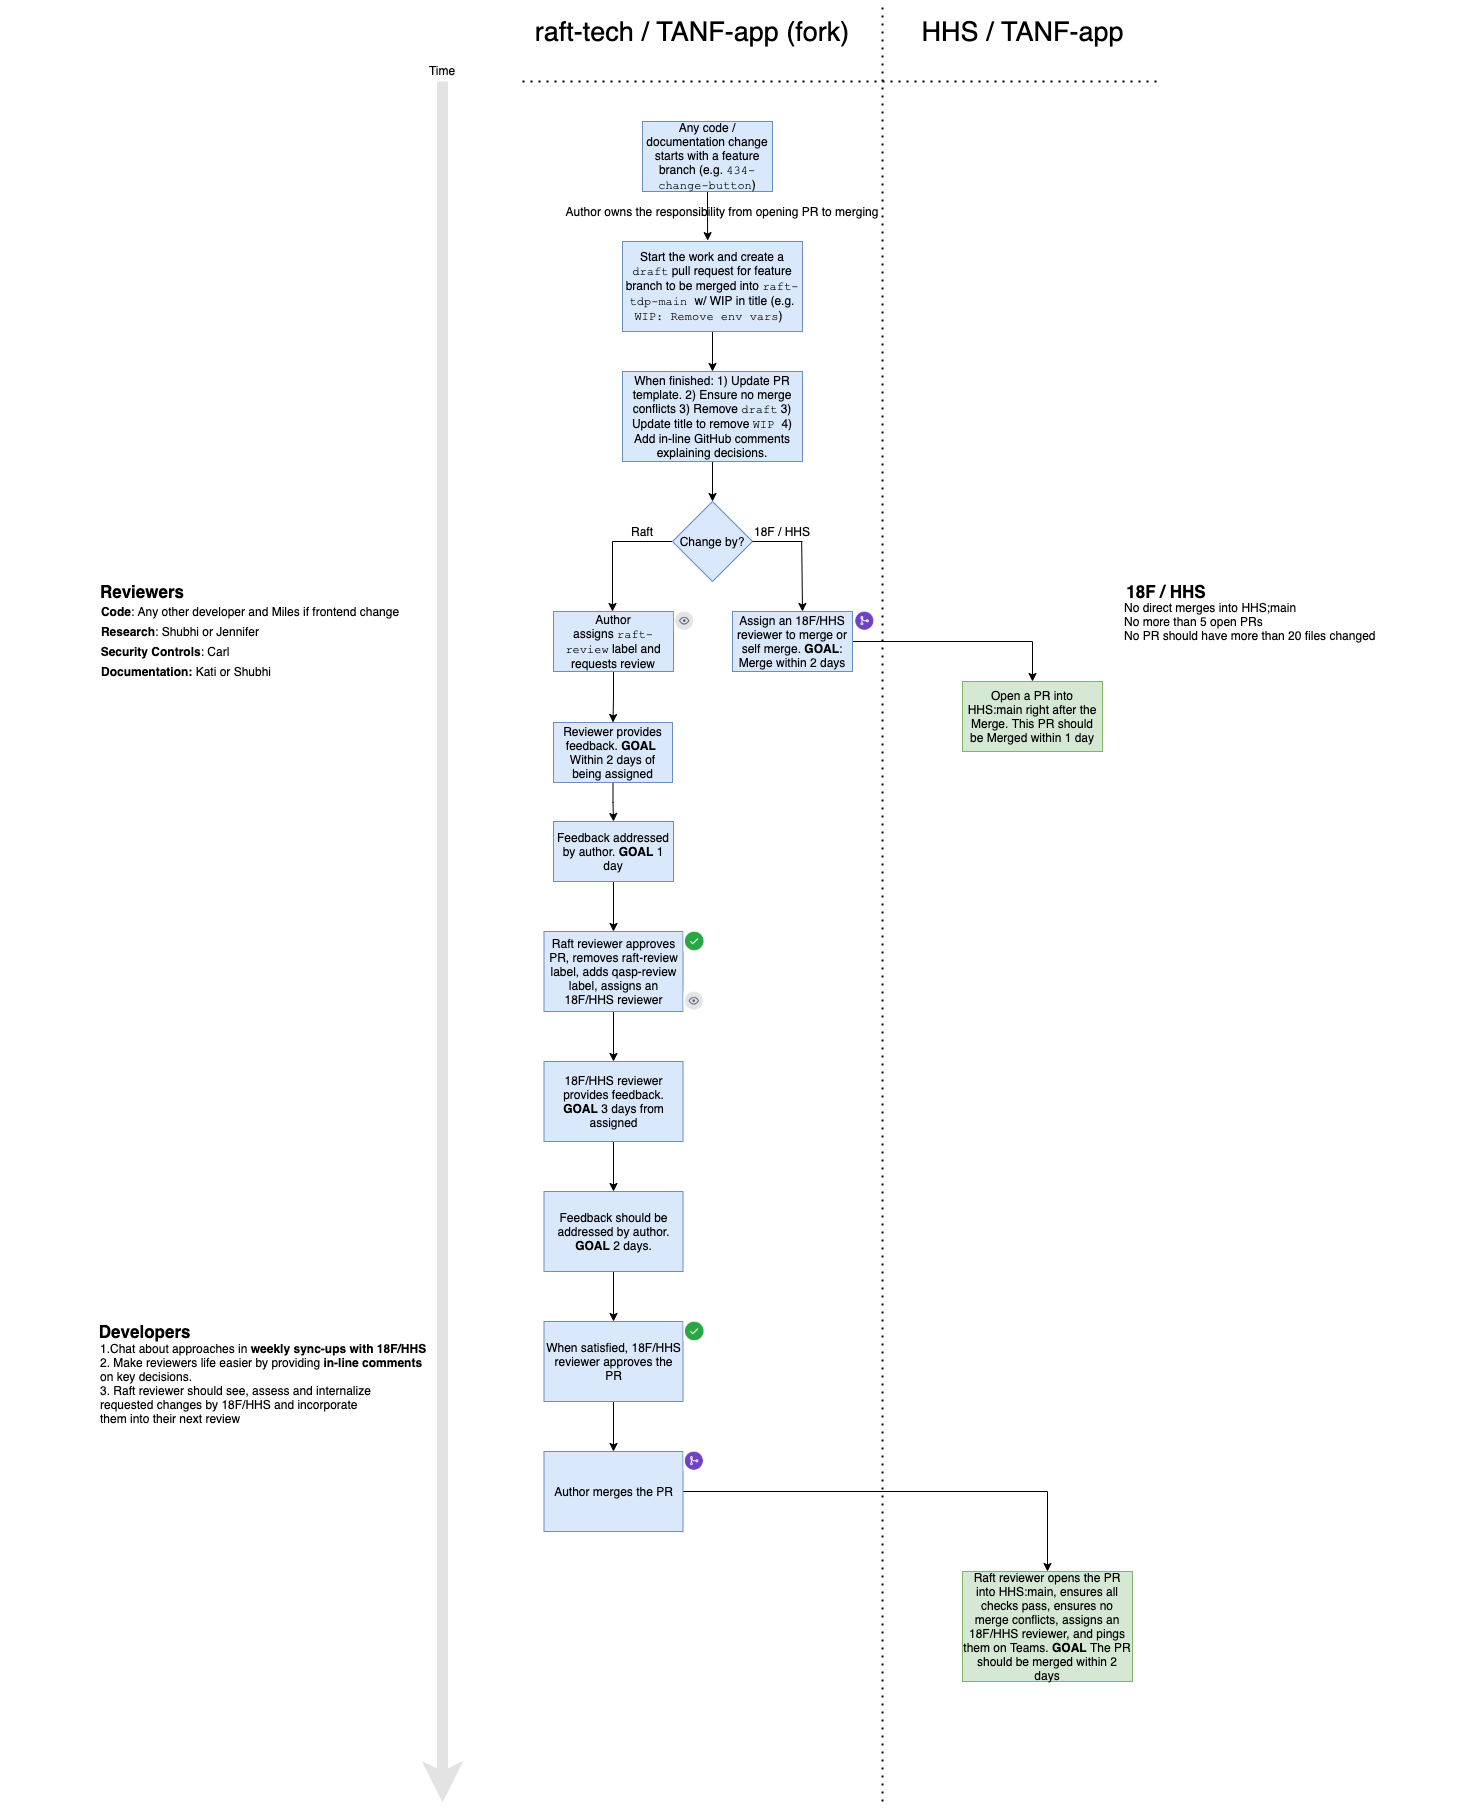 raft-tech / TANF-app (fork)
HHS / TANF-app
Time
Any code /
documentation change
starts with a feature
branch (e.g. 434-
change-button)
Author owns the responsibility from opening PR to merging
Start the work and create a
draft pull request for feature
branch to be merged into raft-
tdp-main w/ WIP in title (e.g.
WIP: Remove env vars)
When finished: 1) Update PR
template. 2) Ensure no merge
conflicts 3) Remove draft 3)
Update title to remove WIP 4)
Add in-line GitHub comments
explaining decisions.
Change by?
Raft
18F / HHS
Reviewers
Code: Any other developer and Miles if frontend change
Research: Shubhi or Jennifer
Security Controls: Carl
Documentation: Kati or Shubhi
Author
assigns raft-
review label and
requests review
Assign an 18F/HHS
reviewer to merge or
self merge. GOAL:
Merge within 2 days
18F / HHS
No direct merges into HHS;main
No more than 5 open PRs
No PR should have more than 20 files changed
Open a PR into
HHS:main right after the
Merge. This PR should
be Merged within 1 day
Reviewer provides
feedback. GOAL
Within 2 days of
being assigned
Feedback addressed
by author. GOAL 1
day
Raft reviewer approves
PR, removes raft-review
label, adds qasp-review
label, assigns an
18F/HHS reviewer
18F/HHS reviewer
provides feedback.
GOAL 3 days from
assigned
Feedback should be
addressed by author.
GOAL 2 days.
Developers
1.Chat about approaches in weekly sync-ups with 18F/HHS
2. Make reviewers life easier by providing in-line comments
on key decisions.
3. Raft reviewer should see, assess and internalize
requested changes by 18F/HHS and incorporate
them into their next review
When satisfied, 18F/HHS
reviewer approves the
PR
Author merges the PR
Raft reviewer opens the PR
into HHS:main, ensures all
checks pass, ensures no
merge conflicts, assigns an
18F/HHS reviewer, and pings
them on Teams. GOAL The PR
should be merged within 2
days